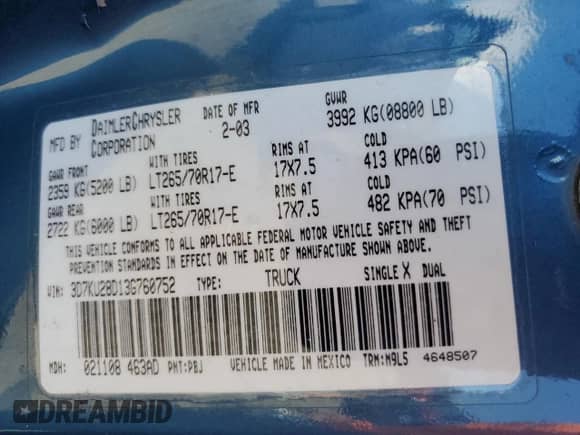 MFD BY DAIMLERCHRYSLER CORPORATION DATE OF MFR 2-03 GVWR 3992 KG(08800 LB)
GAWR FRONT WITH TIRES RIMS AT COLD
2359 KG(5200 LB) LT265/70R17-E 17X7.5 413 KPA(60 PSI)
GAWR REAR WITH TIRES RIMS AT COLD
2722 KG(6000 LB) LT265/70R17-E 17X7.5 482 KPA(70 PSI)
THIS VEHICLE CONFORMS TO ALL APPLICABLE FEDERAL MOTOR VEHICLE SAFETY AND THEFT
PREVENTION STANDARDS IN EFFECT ON THE DATE OF MANUFACTURE SHOWN ABOVE.
VIN: 3D7KU28D13G760752 TYPE: TRUCK SINGLE X DUAL
MDH: 021108 463AD PNT:PBJ VEHICLE MADE IN MEXICO TRM:M9L5 4648507
DREAMBID